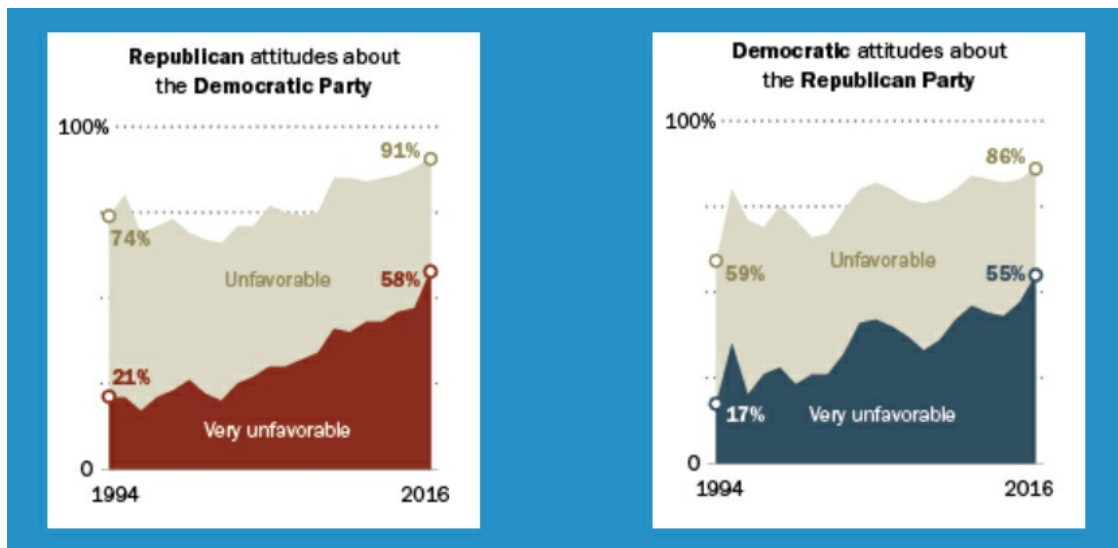 Republican attitudes about
the Democratic Party
100%
91%
74%
Unfavorable
58%
21%
Very unfavorable
0
1994 2016
Democratic attitudes about
the Republican Party
100%
86%
59%
Unfavorable
55%
17%
Very unfavorable
0
1994 2016